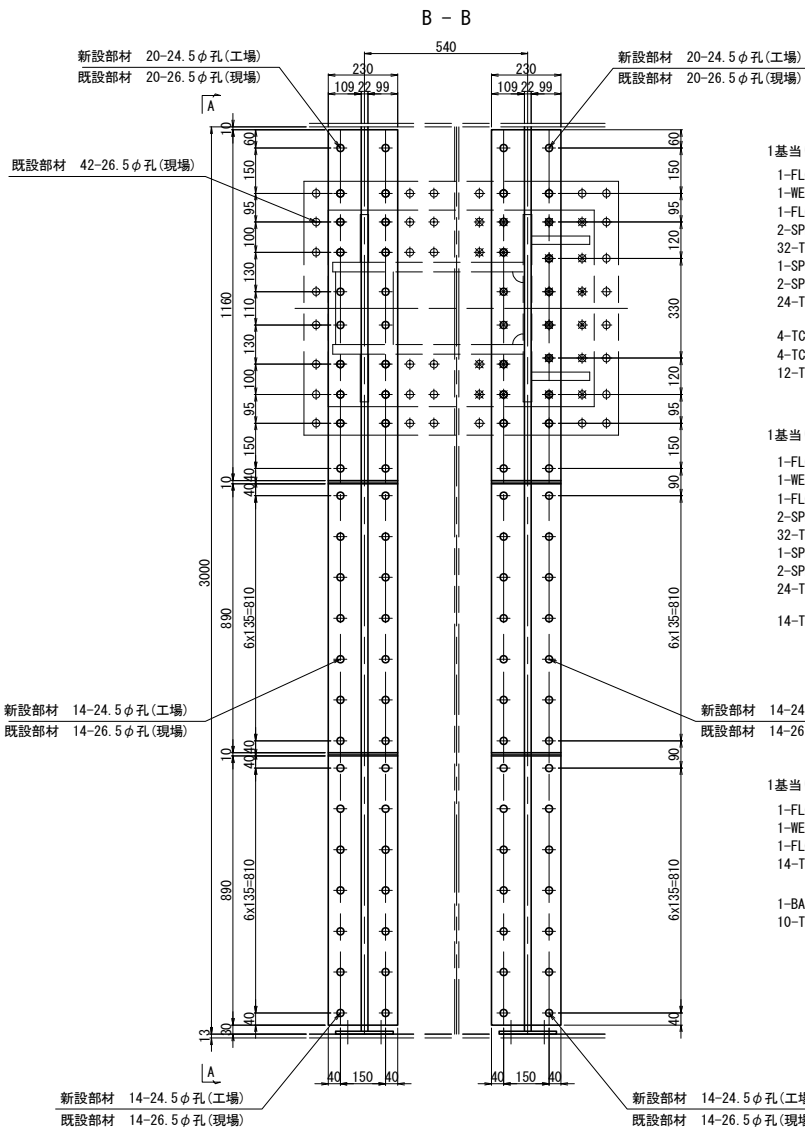 B - B
540
新設部材 20-24.5φ孔(工場)
既設部材 20-26.5φ孔(現場)
230
109 22 99
新設部材 20-24.5φ孔(工場)
既設部材 20-26.5φ孔(現場)
230
109 22 99
A
既設部材 42-26.5φ孔(現場)
10
60
150
95
100
130
110
130
100
95
150
40
1160
10
40
3000
890
6x135=810
40
10
40
890
6x135=810
40
30
13
60
150
95
120
330
120
95
150
90
6x135=810
90
6x135=810
40
新設部材 14-24.5φ孔(工場)
既設部材 14-26.5φ孔(現場)
新設部材 14-24
既設部材 14-26
A
40 150 40
40 150 40
新設部材 14-24.5φ孔(工場)
既設部材 14-26.5φ孔(現場)
新設部材 14-24.5φ孔(工場
既設部材 14-26.5φ孔(現場
1基当
1-FL
1-WE
1-FL
2-SP
32-T
1-SP
2-SP
24-T
4-TC
4-TC
12-T
1基当
1-FL
1-WE
1-FL
2-SP
32-T
1-SP
2-SP
24-T
14-T
1基当
1-FL
1-WE
1-FL
14-T
1-BA
10-T